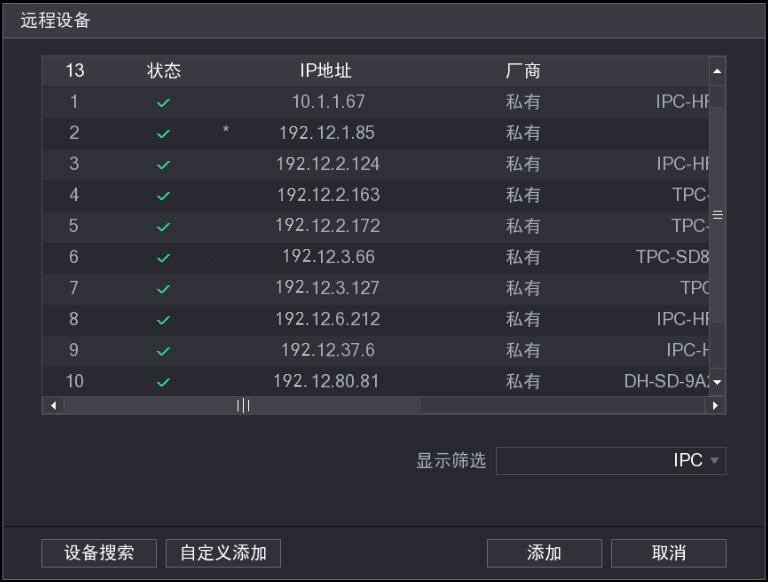 远程设备
13 状态 IP地址 厂商
1 10.1.1.67 私有 IPC-HF
2 * 192.12.1.85 私有
3 192.12.2.124 私有 IPC-HF
4 192.12.2.163 私有 TPC-
5 192.12.2.172 私有 TPC-
6 192.12.3.66 私有 TPC-SD8
7 192.12.3.127 私有 TPC
8 192.12.6.212 私有 IPC-HF
9 192.12.37.6 私有 IPC-H
10 192.12.80.81 私有 DH-SD-9A2
显示筛选 IPC
设备搜索 自定义添加 添加 取消